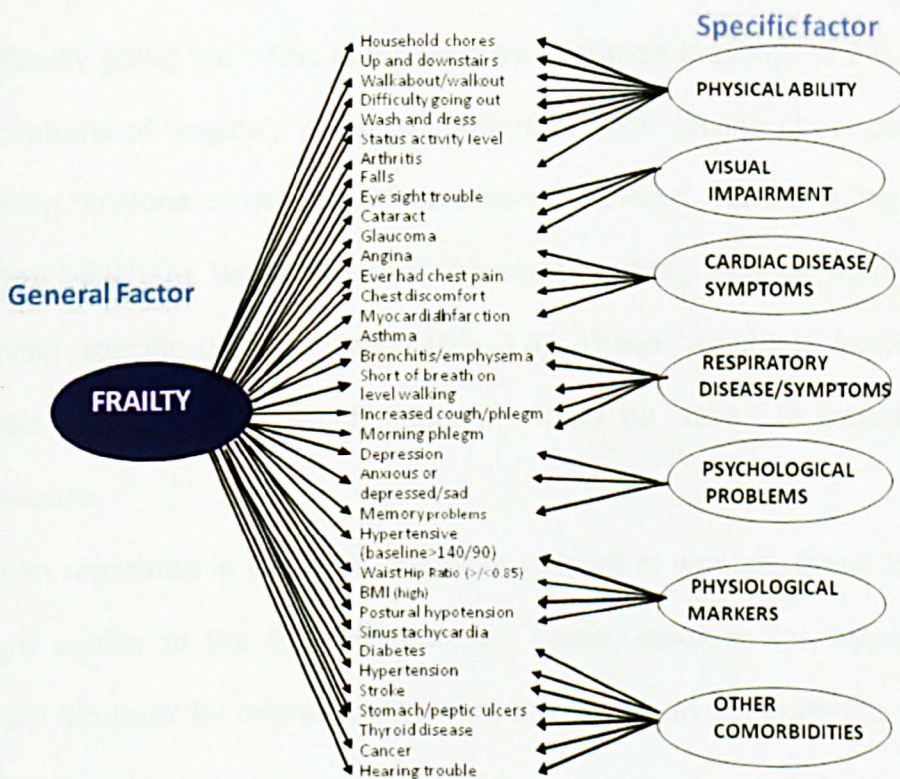 Specific factor
General Factor
FRAILTY
Household chores
Up and downstairs
Walkabout/walkout
Difficulty going out
Wash and dress
Status activity level
Arthritis
Falls
Eye sight trouble
Cataract
Glaucoma
Angina
Ever had chest pain
Chest discomfort
Myocardial Infarction
Asthma
Bronchitis/emphysema
Short of breath on
level walking
Increased cough/phlegm
Morning phlegm
Depression
Anxious or
depressed/sad
Memory problems
Hypertensive
(baseline>140/90)
Waist Hip Ratio (>/<0.85)
BMI (high)
Postural hypotension
Sinus tachycardia
Diabetes
Hypertension
Stroke
Stomach/peptic ulcers
Thyroid disease
Cancer
Hearing trouble
PHYSICAL ABILITY
VISUAL
IMPAIRMENT
CARDIAC DISEASE/
SYMPTOMS
RESPIRATORY
DISEASE/SYMPTOMS
PSYCHOLOGICAL
PROBLEMS
PHYSIOLOGICAL
MARKERS
OTHER
COMORBIDITIES